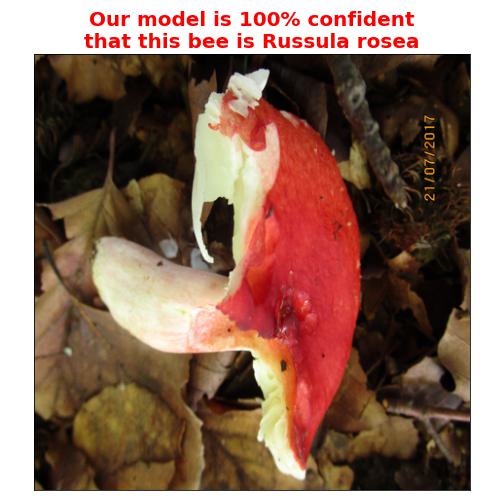 Our model is 100% confident
that this bee is Russula rosea
21/07/2017